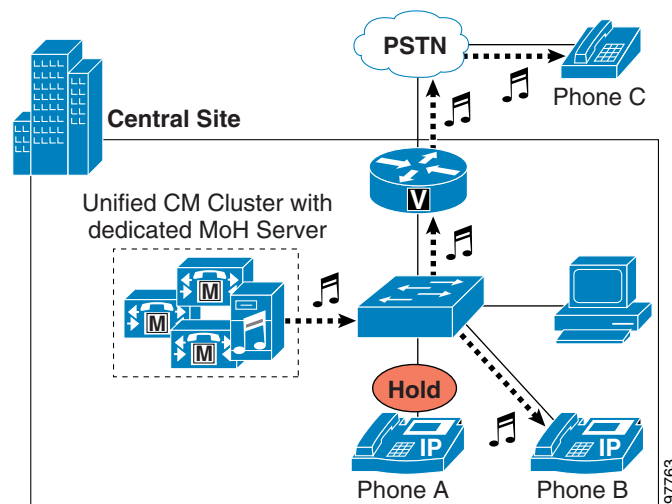 PSTN
Phone C
Central Site
V
Unified CM Cluster with
dedicated MoH Server
M
M
M
Hold
IP
IP
Phone A
Phone B